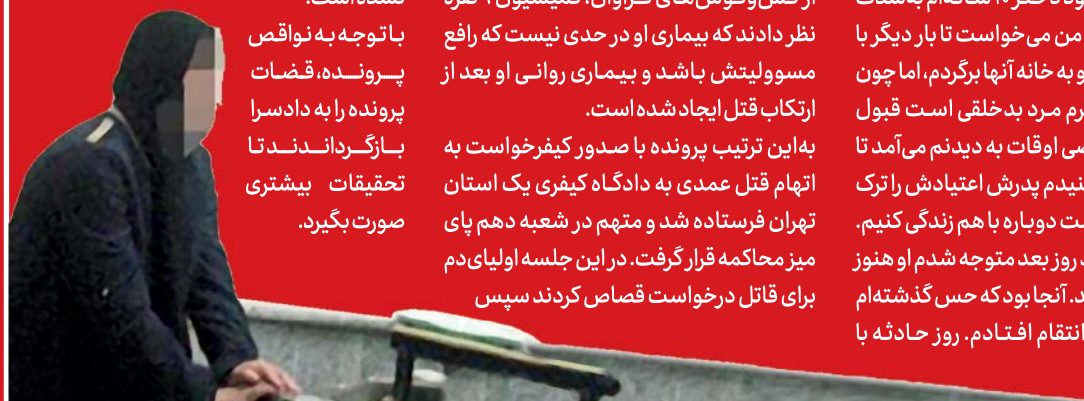 من می‌خواست تا بار دیگر با
و به خانه آنها برگردم، اما چون
رم مرد بدخلقی است قبول
اوقات به دیدنم می‌آمد تا
پدرش اعتیادش را ترک
دوباره با هم زندگی کنیم.
روز بعد متوجه شدم او هنوز
آنجا بود که حس گذشته‌ام
انتقام افتادم. روز حادثه با
نظر دادند که بیماری او در حدی نیست که رافع
مسوولیتش باشد و بیماری روانی او بعد از
ارتکاب قتل ایجاد شده است.
به‌این ترتیب پرونده با صدور کیفرخواست به
اتهام قتل عمدی به دادگاه کیفری یک استان
تهران فرستاده شد و متهم در شعبه دهم پای
میز محاکمه قرار گرفت. در این جلسه اولیای‌دم
برای قاتل درخواست قصاص کردند سپس
نشده است.
با توجه به نواقص
پرونده، قضات
پرونده را به دادسرا
بازگرداندند تا
تحقیقات بیشتری
صورت بگیرد.